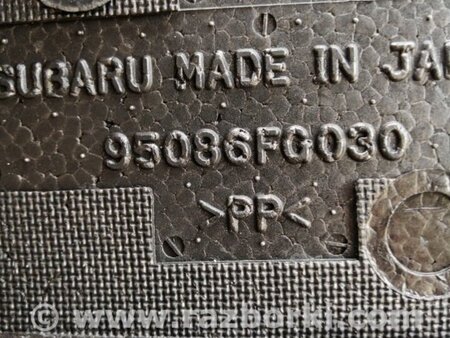 SUBARU MADE IN JA
95086FG030
>PP<
© www.razborki.com